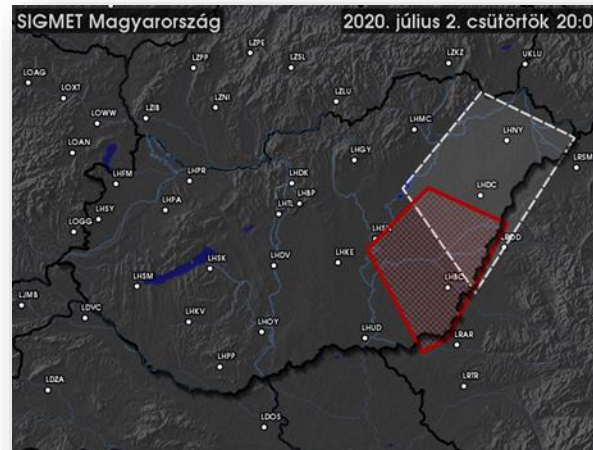 SIGMET Magyarország
2020. július 2. csütörtök 20:0
LZPE
LZKZ
UKLU
LZPP
LZSL
LOAG
LOXT
LZNI
LZLU
LOWW
LZIB
LHMC
LHNY
LOAN
LHGY
LRSM
LHFM
LHPR
LHDK
LHDC
LHBP
LHPA
LHTL
LHSY
LOGG
LHKE
LHDV
LHSK
LHSM
LHBC
LJMB
LDVC
LHKV
LHOY
LHUD
LRAR
LHPP
LDZA
LRTR
LDOS